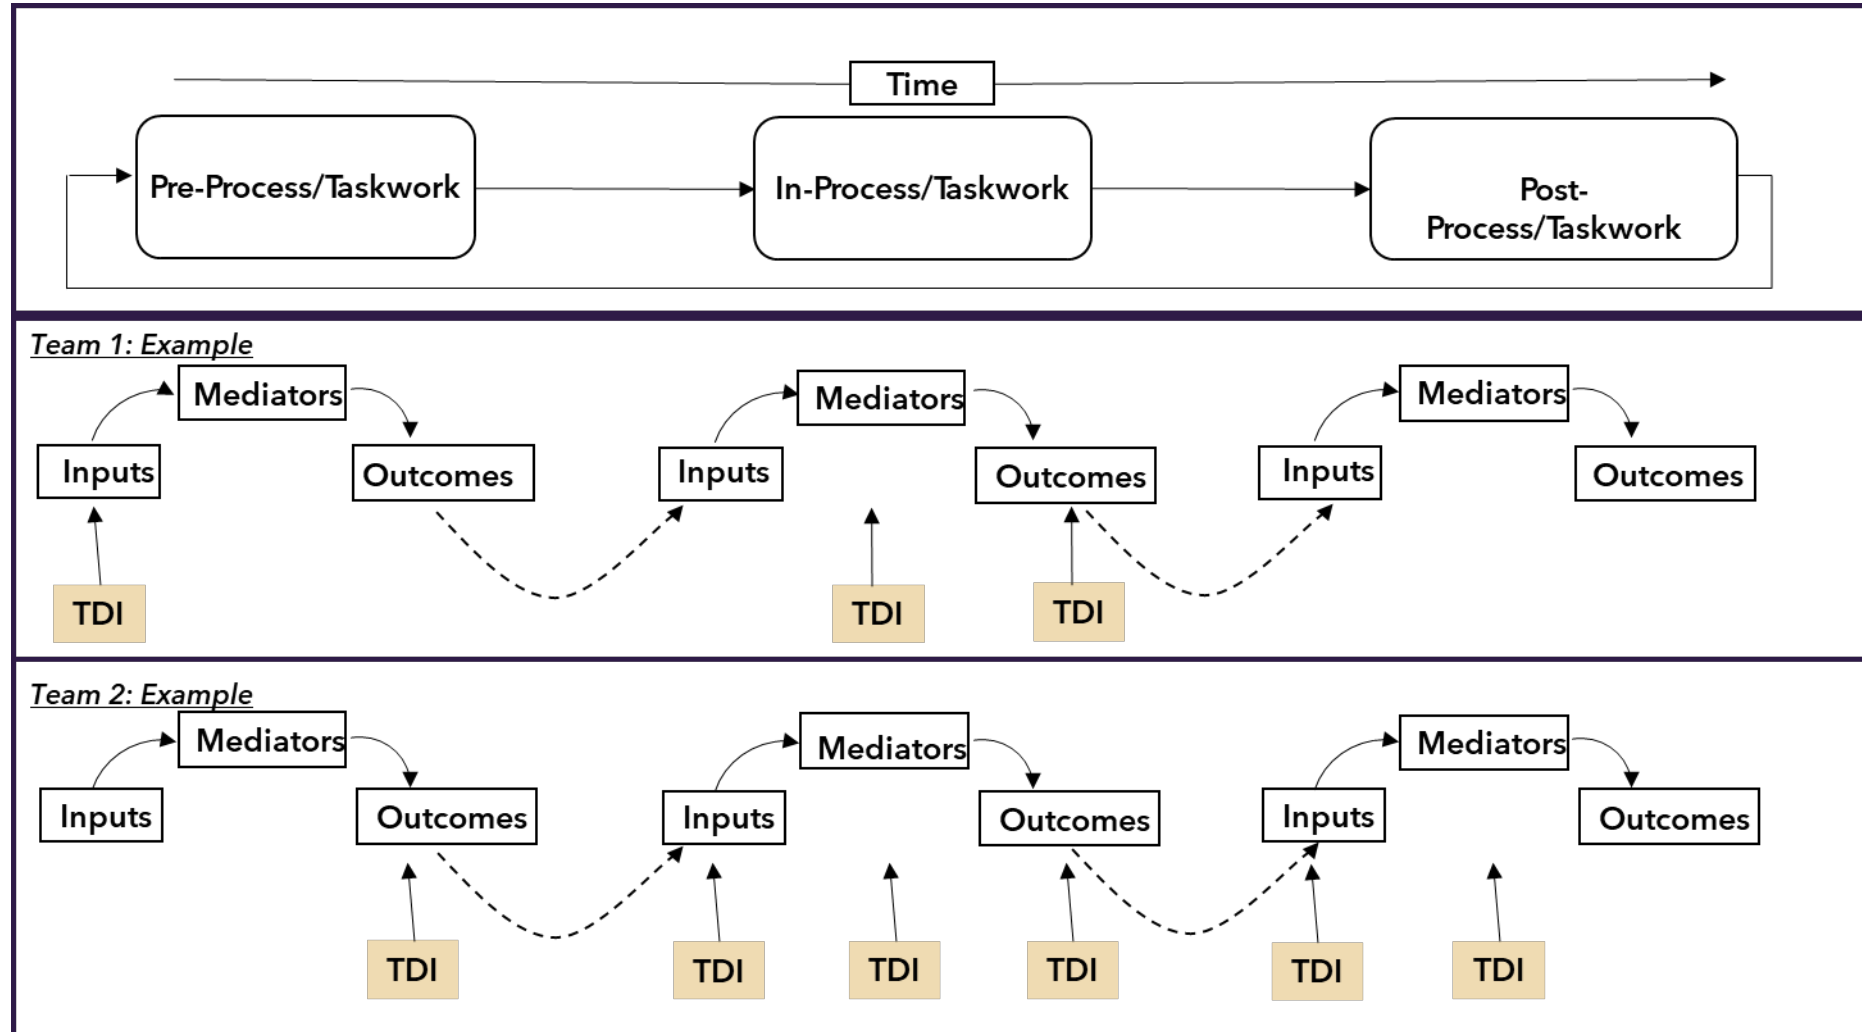 Time
Pre-Process/Taskwork
In-Process/Taskwork
Post-
Process/Taskwork
Team 1: Example
Mediators
Mediators
Mediators
Inputs
Outcomes
Inputs
Outcomes
Inputs
Outcomes
TDI
TDI
TDI
Team 2: Example
Mediators
Mediators
Mediators
Inputs
Outcomes
Inputs
Outcomes
Inputs
Outcomes
TDI
TDI
TDI
TDI
TDI
TDI